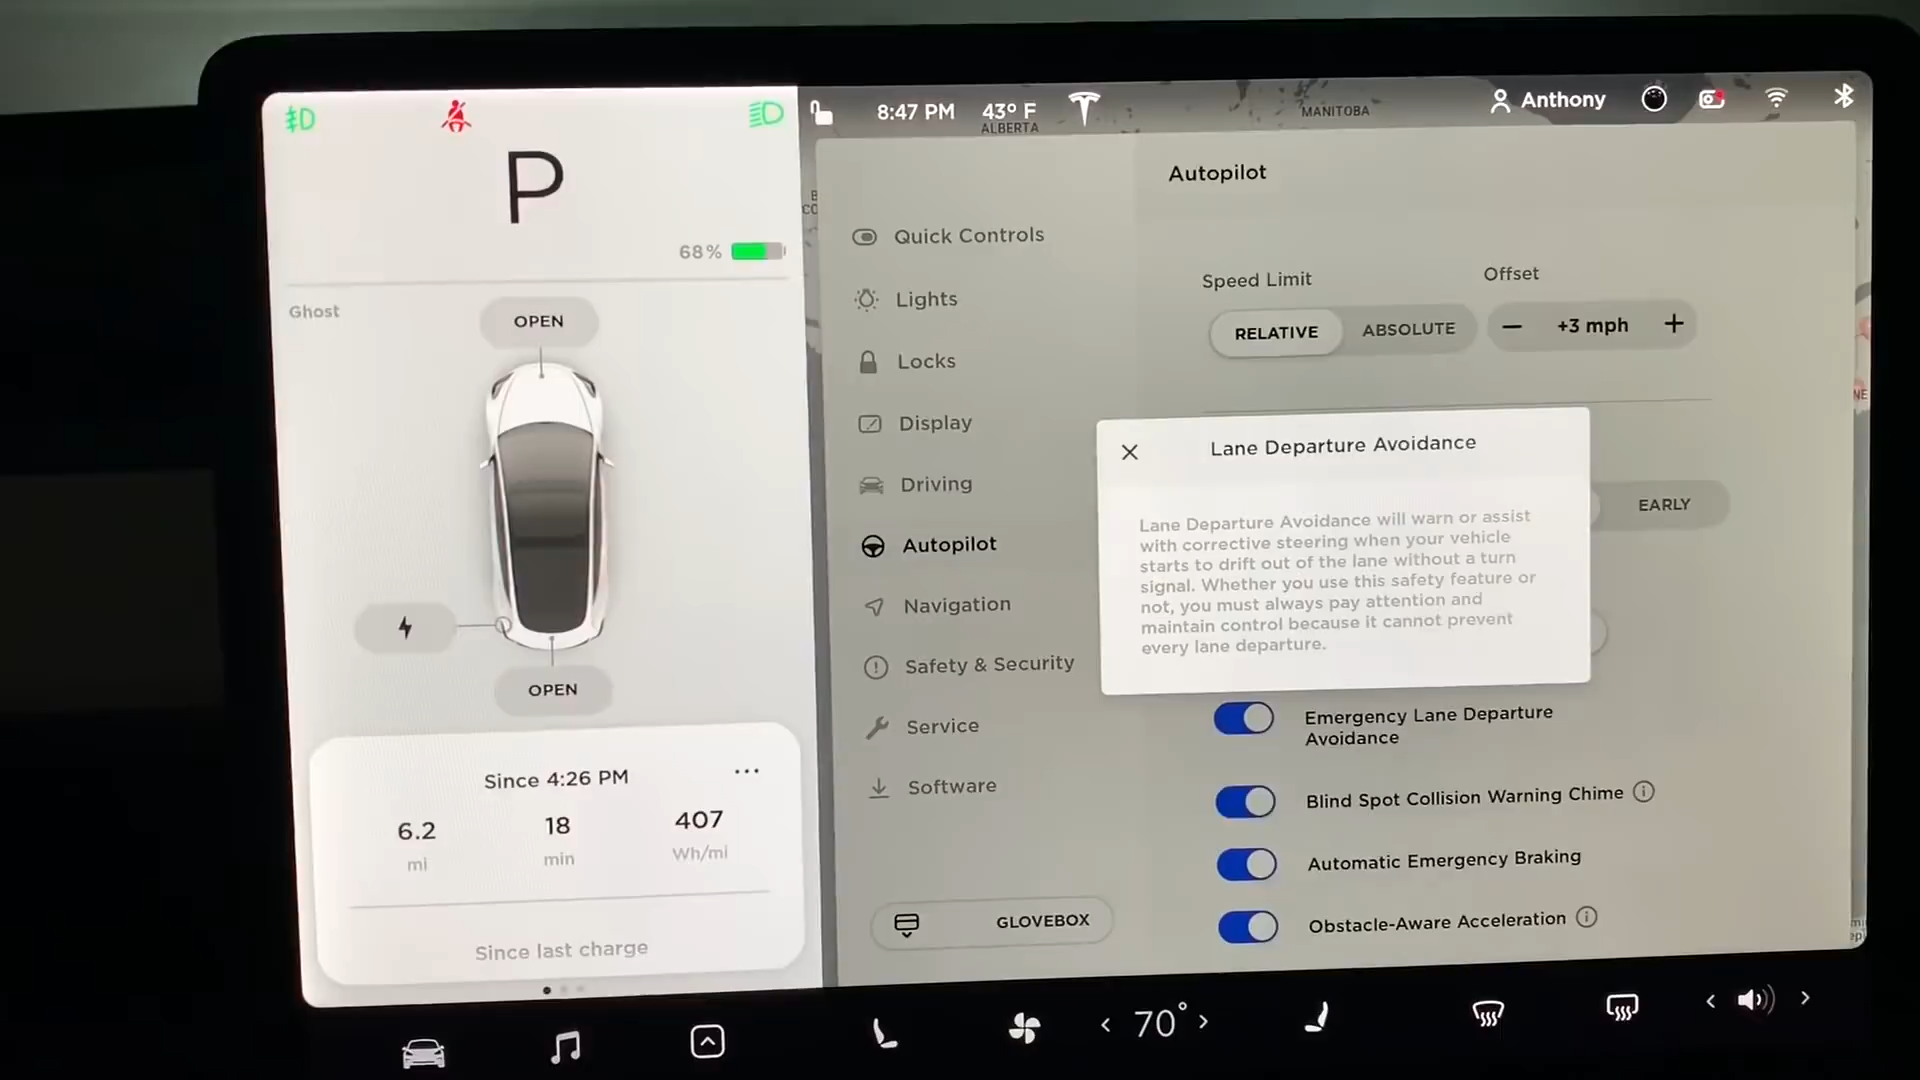 P
68%
Ghost
OPEN
OPEN
Since 4:26 PM
...
6.2
18
407
mi
min
Wh/mi
Since last charge
8:47 PM
43° F
Anthony
ALBERTA
MANITOBA
Quick Controls
Lights
Locks
Display
Driving
Autopilot
Navigation
Safety & Security
Service
Software
GLOVEBOX
Autopilot
Speed Limit
Offset
RELATIVE
ABSOLUTE
– +3 mph +
EARLY
Lane Departure Avoidance
Lane Departure Avoidance will warn or assist
with corrective steering when your vehicle
starts to drift out of the lane without a turn
signal. Whether you use this safety feature or
not, you must always pay attention and
maintain control because it cannot prevent
every lane departure.
Emergency Lane Departure
Avoidance
Blind Spot Collision Warning Chime
Automatic Emergency Braking
Obstacle-Aware Acceleration
70°